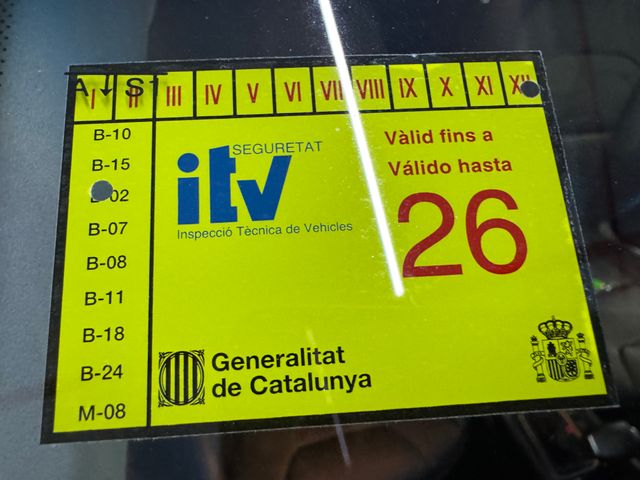 I II III IV V VI VII VIII IX X XI XII
B-10
B-15
B-02
B-07
B-08
B-11
B-18
B-24
M-08
SEGURETAT
itv
Inspecció Tècnica de Vehicles
Vàlid fins a
Válido hasta
26
Generalitat
de Catalunya